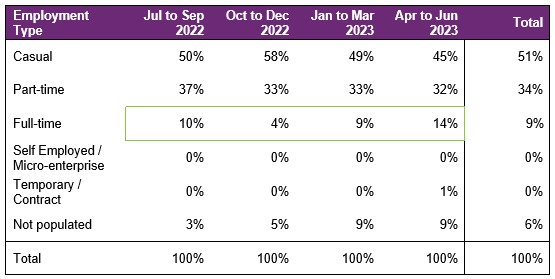 Employment Type Jul to Sep 2022 Oct to Dec 2022 Jan to Mar 2023 Apr to Jun 2023 Total
Casual 50% 58% 49% 45% 51%
Part-time 37% 33% 33% 32% 34%
Full-time 10% 4% 9% 14% 9%
Self Employed / Micro-enterprise 0% 0% 0% 0% 0%
Temporary / Contract 0% 0% 0% 1% 0%
Not populated 3% 5% 9% 9% 6%
Total 100% 100% 100% 100% 100%